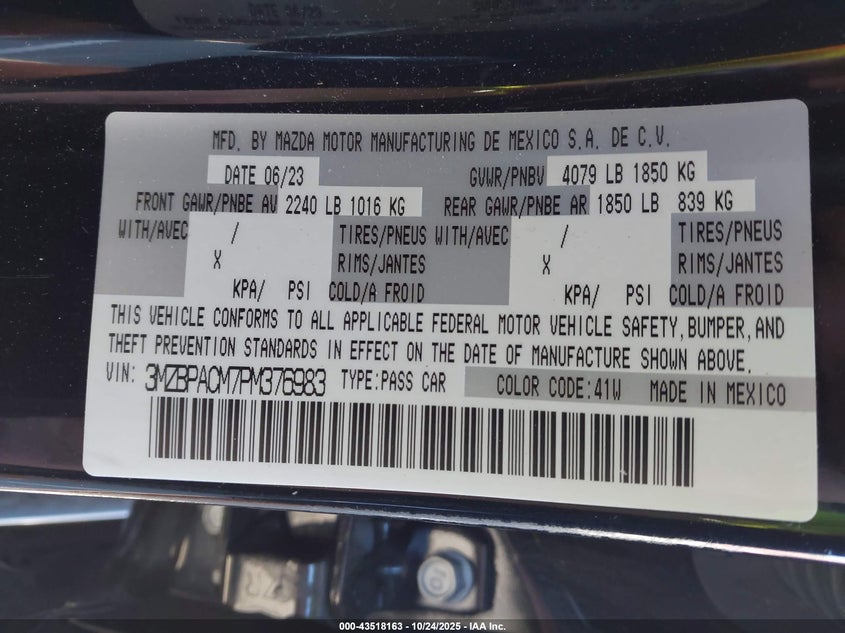 MFD. BY MAZDA MOTOR MANUFACTURING DE MEXICO S.A. DE C.V.
DATE 06/23 GVWR/PNBV 4079 LB 1850 KG
FRONT GAWR/PNBE AV 2240 LB 1016 KG REAR GAWR/PNBE AR 1850 LB 839 KG
WITH/AVEC / TIRES/PNEUS WITH/AVEC / TIRES/PNEUS
X RIMS/JANTES X RIMS/JANTES
KPA/ PSI COLD/A FROID KPA/ PSI COLD/A FROID
THIS VEHICLE CONFORMS TO ALL APPLICABLE FEDERAL MOTOR VEHICLE SAFETY, BUMPER, AND
THEFT PREVENTION STANDARDS IN EFFECT ON THE DATE OF MANUFACTURE SHOWN ABOVE.
VIN: 3MZBPACM7PM376983 TYPE:PASS CAR COLOR CODE:41W MADE IN MEXICO
000-43518163 - 10/24/2025 - IAA Inc.